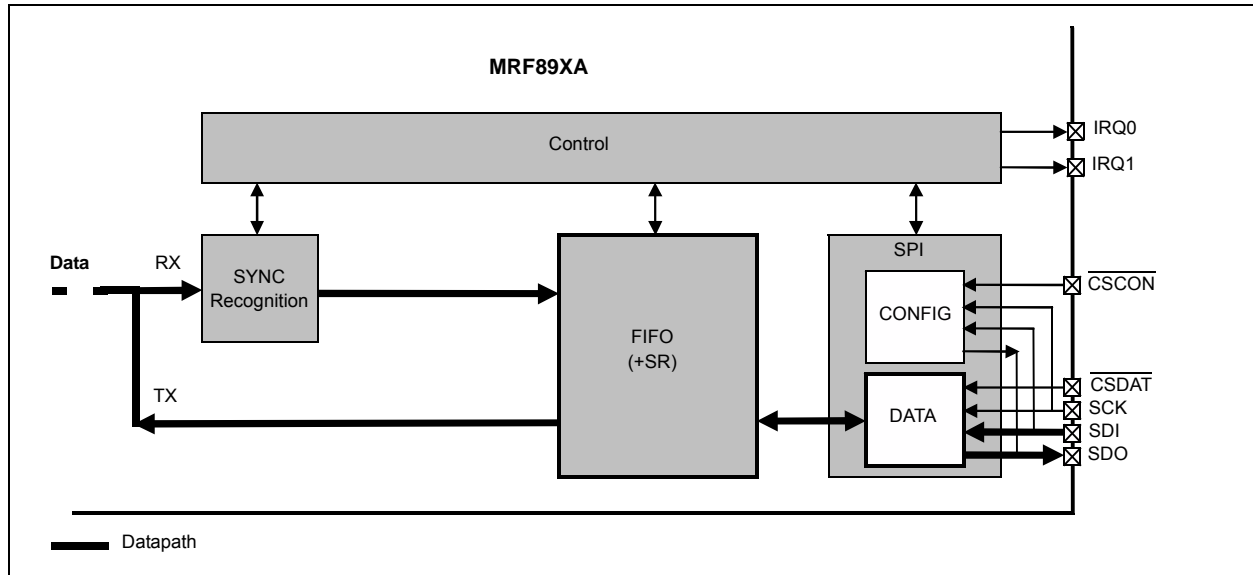 MRF89XA
Control
IRQ0
IRQ1
Data
RX
SYNC
Recognition
TX
FIFO
(+SR)
SPI
CONFIG
DATA
CSCON
CSDAT
SCK
SDI
SDO
Datapath